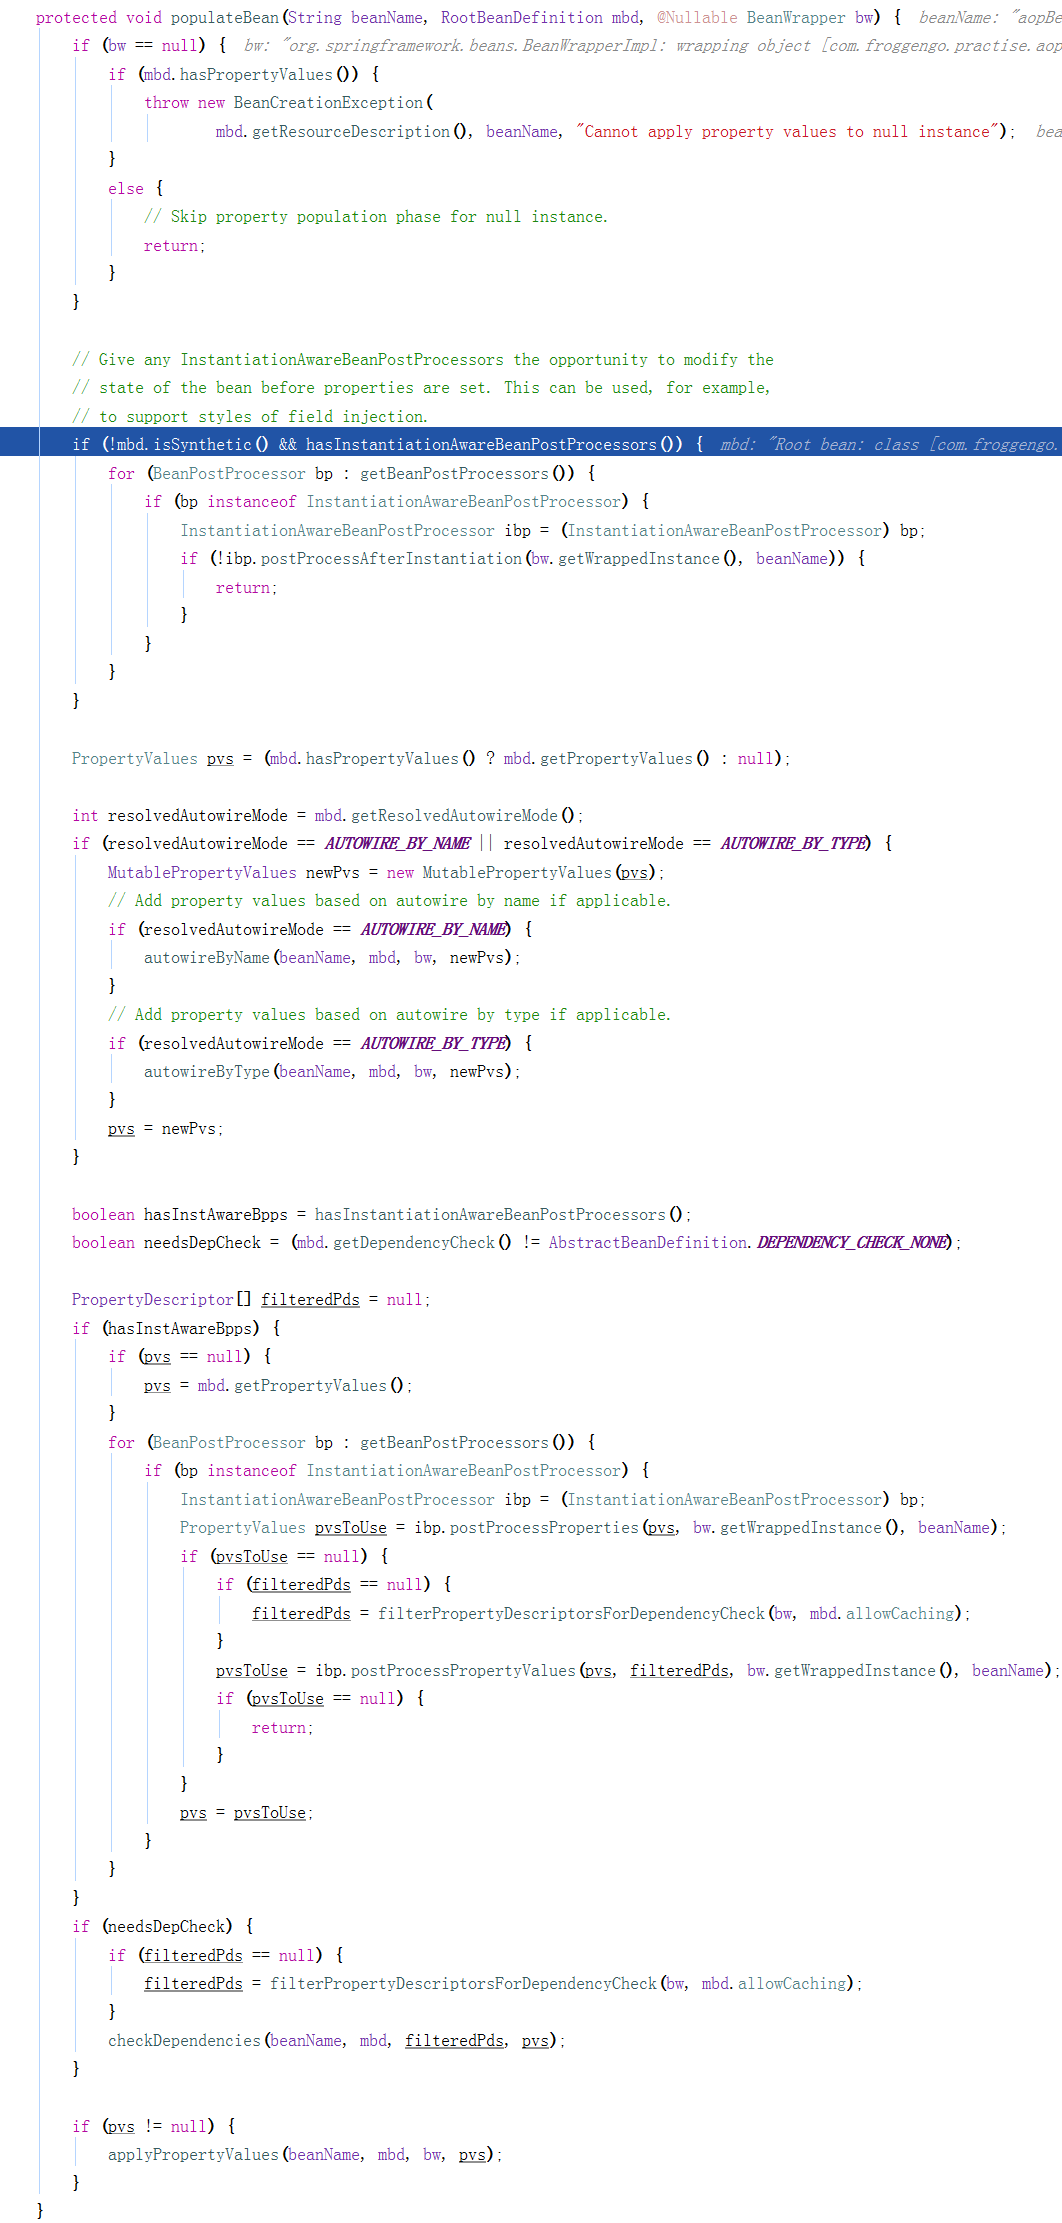 protected void populateBean(String beanName, RootBeanDefinition mbd, @Nullable BeanWrapper bw) {  beanName: "aopBe
    if (bw == null) {  bw: "org.springframework.beans.BeanWrapperImpl: wrapping object [com.froggengo.practise.aop
        if (mbd.hasPropertyValues()) {
            throw new BeanCreationException(
                    mbd.getResourceDescription(), beanName, "Cannot apply property values to null instance");  bea
        }
        else {
            // Skip property population phase for null instance.
            return;
        }
    }

    // Give any InstantiationAwareBeanPostProcessors the opportunity to modify the
    // state of the bean before properties are set. This can be used, for example,
    // to support styles of field injection.
    if (!mbd.isSynthetic() && hasInstantiationAwareBeanPostProcessors()) {  mbd: "Root bean: class [com.froggengo.
        for (BeanPostProcessor bp : getBeanPostProcessors()) {
            if (bp instanceof InstantiationAwareBeanPostProcessor) {
                InstantiationAwareBeanPostProcessor ibp = (InstantiationAwareBeanPostProcessor) bp;
                if (!ibp.postProcessAfterInstantiation(bw.getWrappedInstance(), beanName)) {
                    return;
                }
            }
        }
    }

    PropertyValues pvs = (mbd.hasPropertyValues() ? mbd.getPropertyValues() : null);

    int resolvedAutowireMode = mbd.getResolvedAutowireMode();
    if (resolvedAutowireMode == AUTOWIRE_BY_NAME || resolvedAutowireMode == AUTOWIRE_BY_TYPE) {
        MutablePropertyValues newPvs = new MutablePropertyValues(pvs);
        // Add property values based on autowire by name if applicable.
        if (resolvedAutowireMode == AUTOWIRE_BY_NAME) {
            autowireByName(beanName, mbd, bw, newPvs);
        }
        // Add property values based on autowire by type if applicable.
        if (resolvedAutowireMode == AUTOWIRE_BY_TYPE) {
            autowireByType(beanName, mbd, bw, newPvs);
        }
        pvs = newPvs;
    }

    boolean hasInstAwareBpps = hasInstantiationAwareBeanPostProcessors();
    boolean needsDepCheck = (mbd.getDependencyCheck() != AbstractBeanDefinition.DEPENDENCY_CHECK_NONE);

    PropertyDescriptor[] filteredPds = null;
    if (hasInstAwareBpps) {
        if (pvs == null) {
            pvs = mbd.getPropertyValues();
        }
        for (BeanPostProcessor bp : getBeanPostProcessors()) {
            if (bp instanceof InstantiationAwareBeanPostProcessor) {
                InstantiationAwareBeanPostProcessor ibp = (InstantiationAwareBeanPostProcessor) bp;
                PropertyValues pvsToUse = ibp.postProcessProperties(pvs, bw.getWrappedInstance(), beanName);
                if (pvsToUse == null) {
                    if (filteredPds == null) {
                        filteredPds = filterPropertyDescriptorsForDependencyCheck(bw, mbd.allowCaching);
                    }
                    pvsToUse = ibp.postProcessPropertyValues(pvs, filteredPds, bw.getWrappedInstance(), beanName);
                    if (pvsToUse == null) {
                        return;
                    }
                }
                pvs = pvsToUse;
            }
        }
    }
    if (needsDepCheck) {
        if (filteredPds == null) {
            filteredPds = filterPropertyDescriptorsForDependencyCheck(bw, mbd.allowCaching);
        }
        checkDependencies(beanName, mbd, filteredPds, pvs);
    }

    if (pvs != null) {
        applyPropertyValues(beanName, mbd, bw, pvs);
    }
}